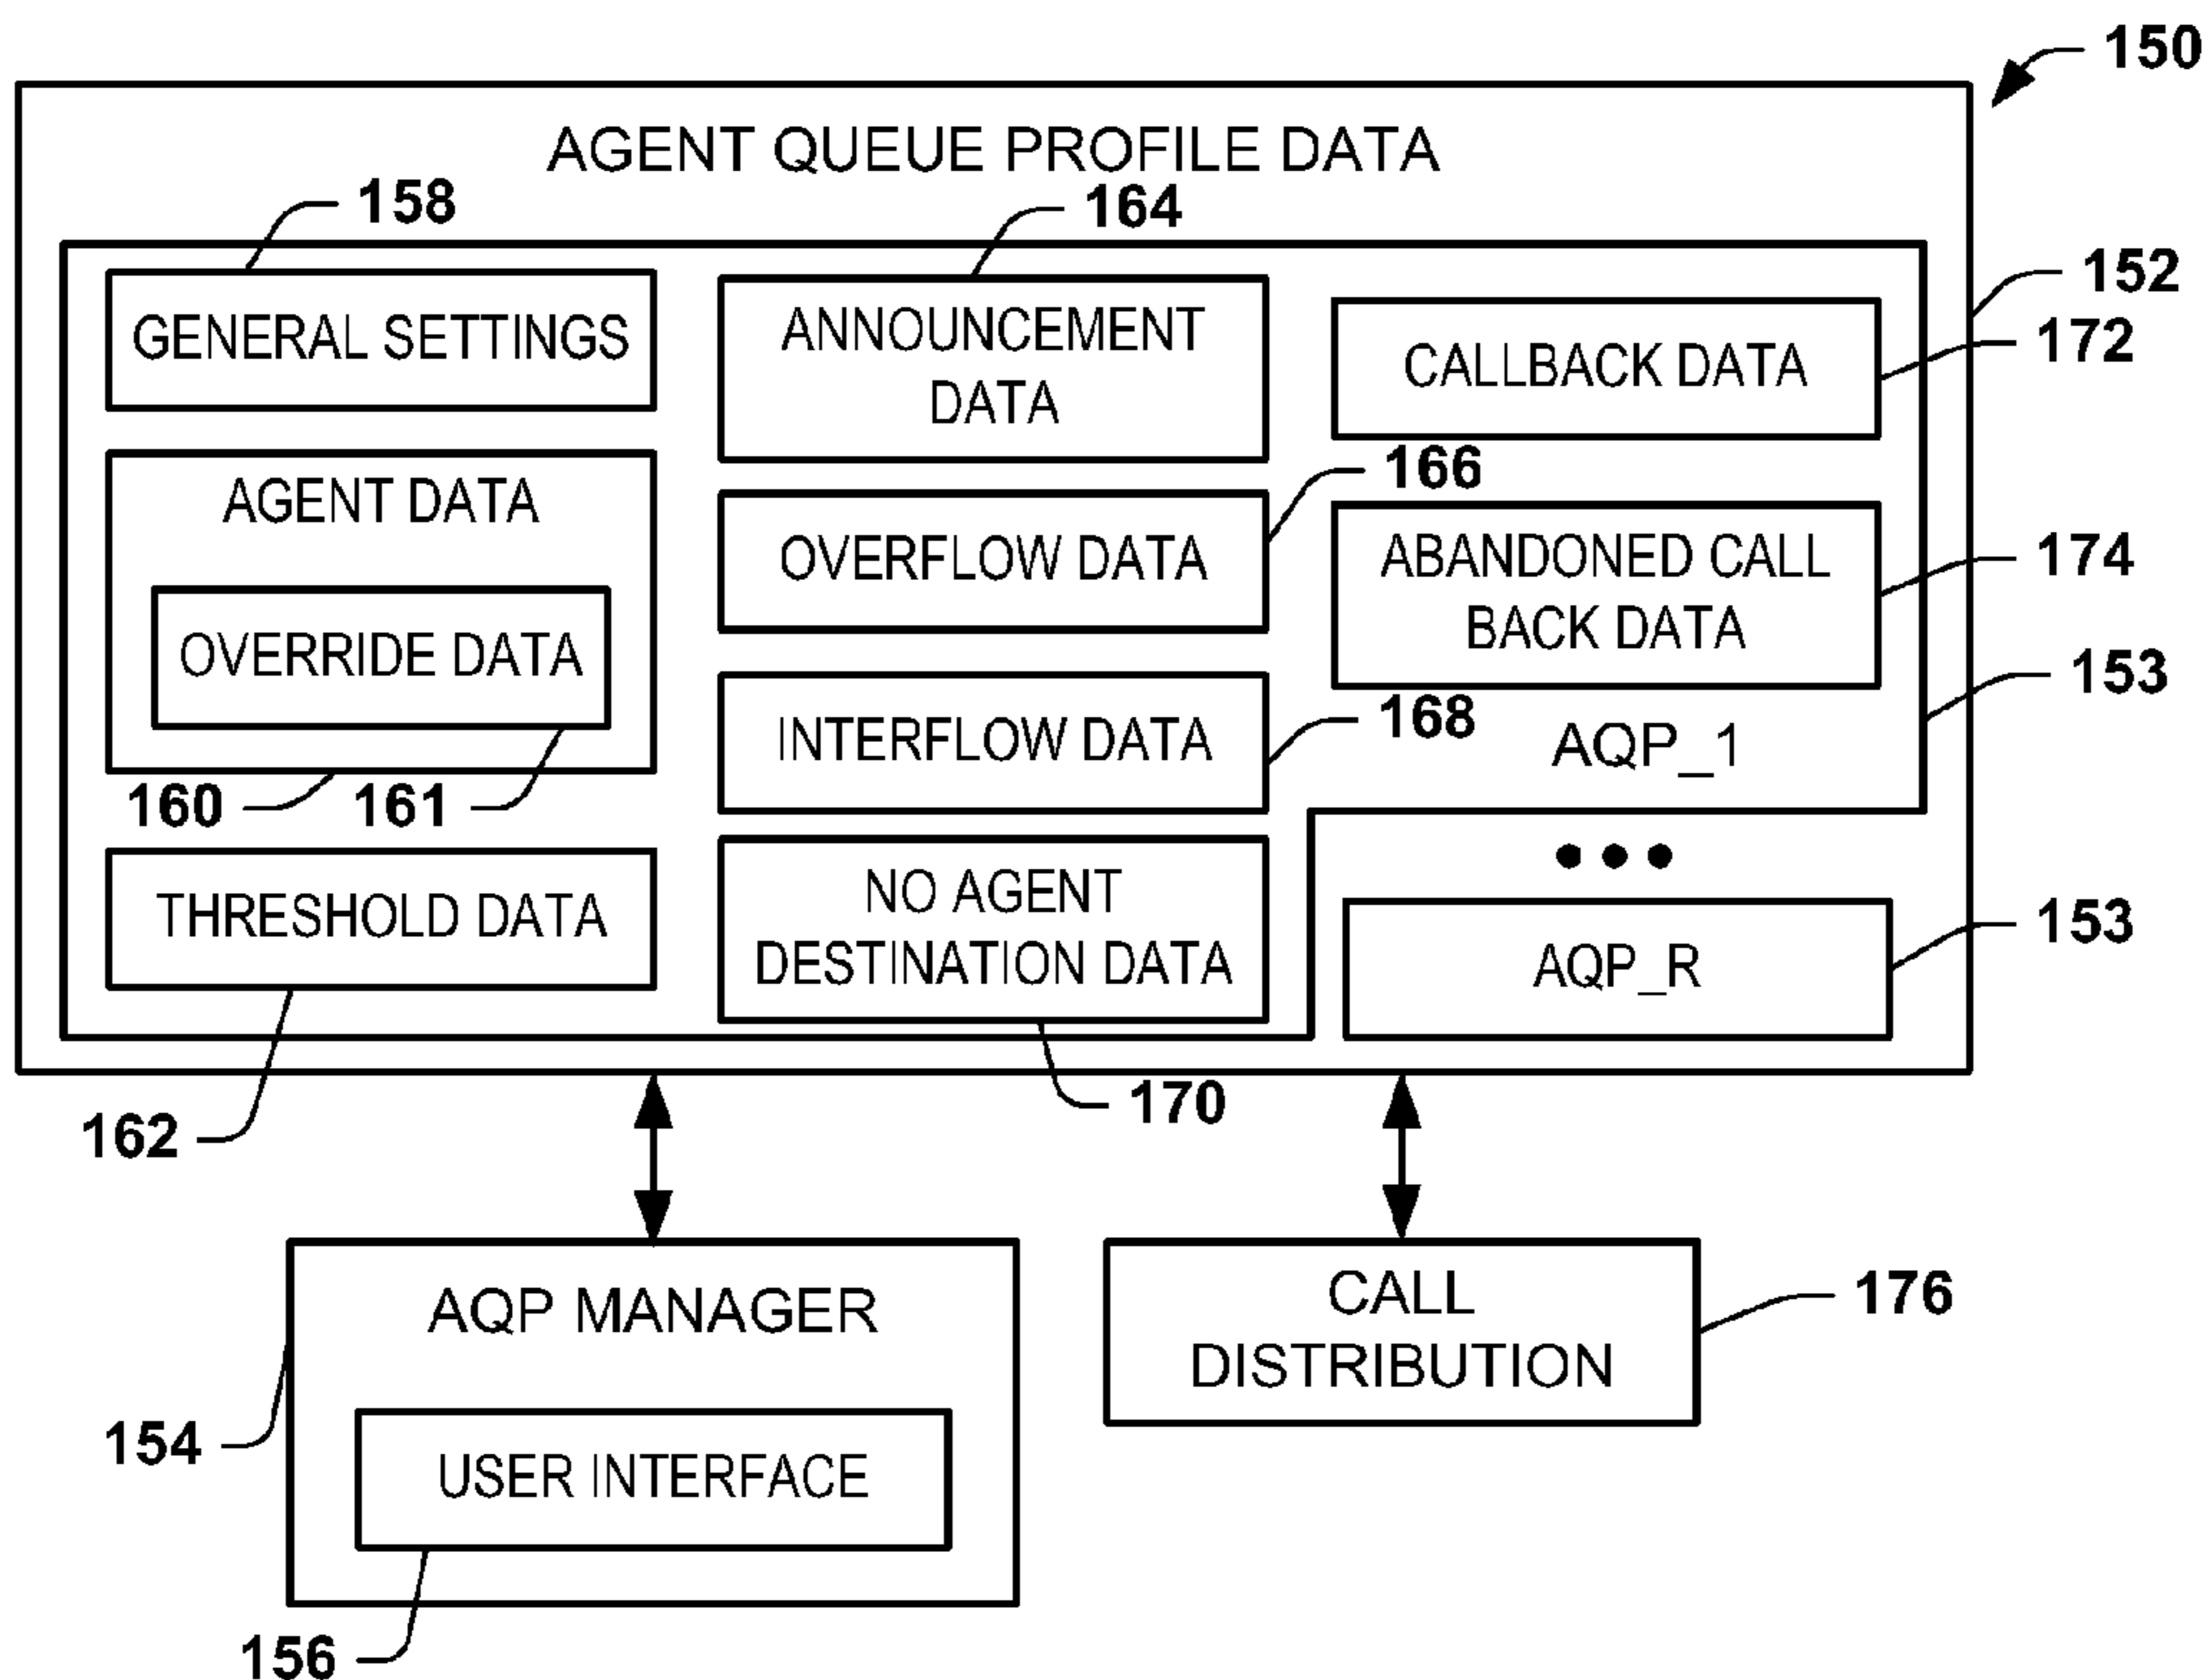 150
AGENT QUEUE PROFILE DATA
158
164
152
GENERAL SETTINGS
ANNOUNCEMENT
DATA
CALLBACK DATA
172
AGENT DATA
OVERRIDE DATA
160
161
166
OVERFLOW DATA
ABANDONED CALL
BACK DATA
174
INTERFLOW DATA
168
AQP_1
153
THRESHOLD DATA
162
NO AGENT
DESTINATION DATA
170
•••
AQP_R
153
AQP MANAGER
USER INTERFACE
154
156
CALL
DISTRIBUTION
176